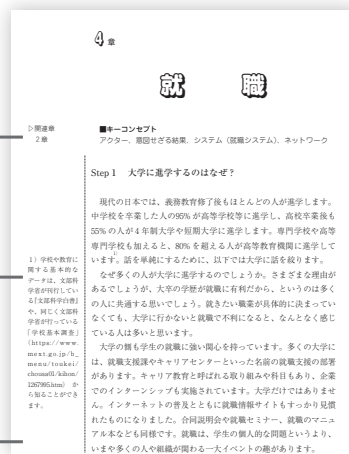 4章
就　職
▷関連章
2章
■キーコンセプト
アクター，意図せざる結果，システム（就職システム），ネットワーク
Step 1　大学に進学するのはなぜ？
現代の日本では、義務教育修了後もほとんどの人が進学します。
中学校を卒業した人の95％が高等学校等に進学し、高校卒業後も
55％の人が4年制大学や短期大学に進学します。専門学校や高等
専門学校も加えると、80％を超える人が高等教育機関に進学して
います。話を単純にするために、以下では大学に話を絞ります。
なぜ多くの人が大学に進学するのでしょうか。さまざまな理由が
あるでしょうが、大卒の学歴が就職に有利だから、というのは多く
の人に共通する思いでしょう。就きたい職業が具体的に決まってい
なくても、大学に行かないと就職で不利になると、なんとなく感じ
ている人は多いと思います。
大学の側も学生の就職に強い関心を持っています。多くの大学に
は、就職支援課やキャリアセンターといった名前の就職支援の部署
があります。キャリア教育と呼ばれる取り組みや科目もあり、企業
でのインターンシップも実施されています。大学だけではありませ
ん。インターネットの普及とともに就職情報サイトもすっかり見慣
れたものになりました。合同説明会や就職セミナー、就職のマニュ
アル本なども同様です。就職は、学生の個人的な問題というより、
いまや多くの人や組織が関わる一大イベントの趣があります。
1）学校や教育に
関する基本的な
データは、文部科
学省が刊行してい
る『文部科学白書』
や、同じく文部科
学省が行っている
「学校基本調査」
(https://www.
mext.go.jp/b_
menu/toukei/
chousa01/kihon/
1267995.htm) か
ら知ることができ
ます。